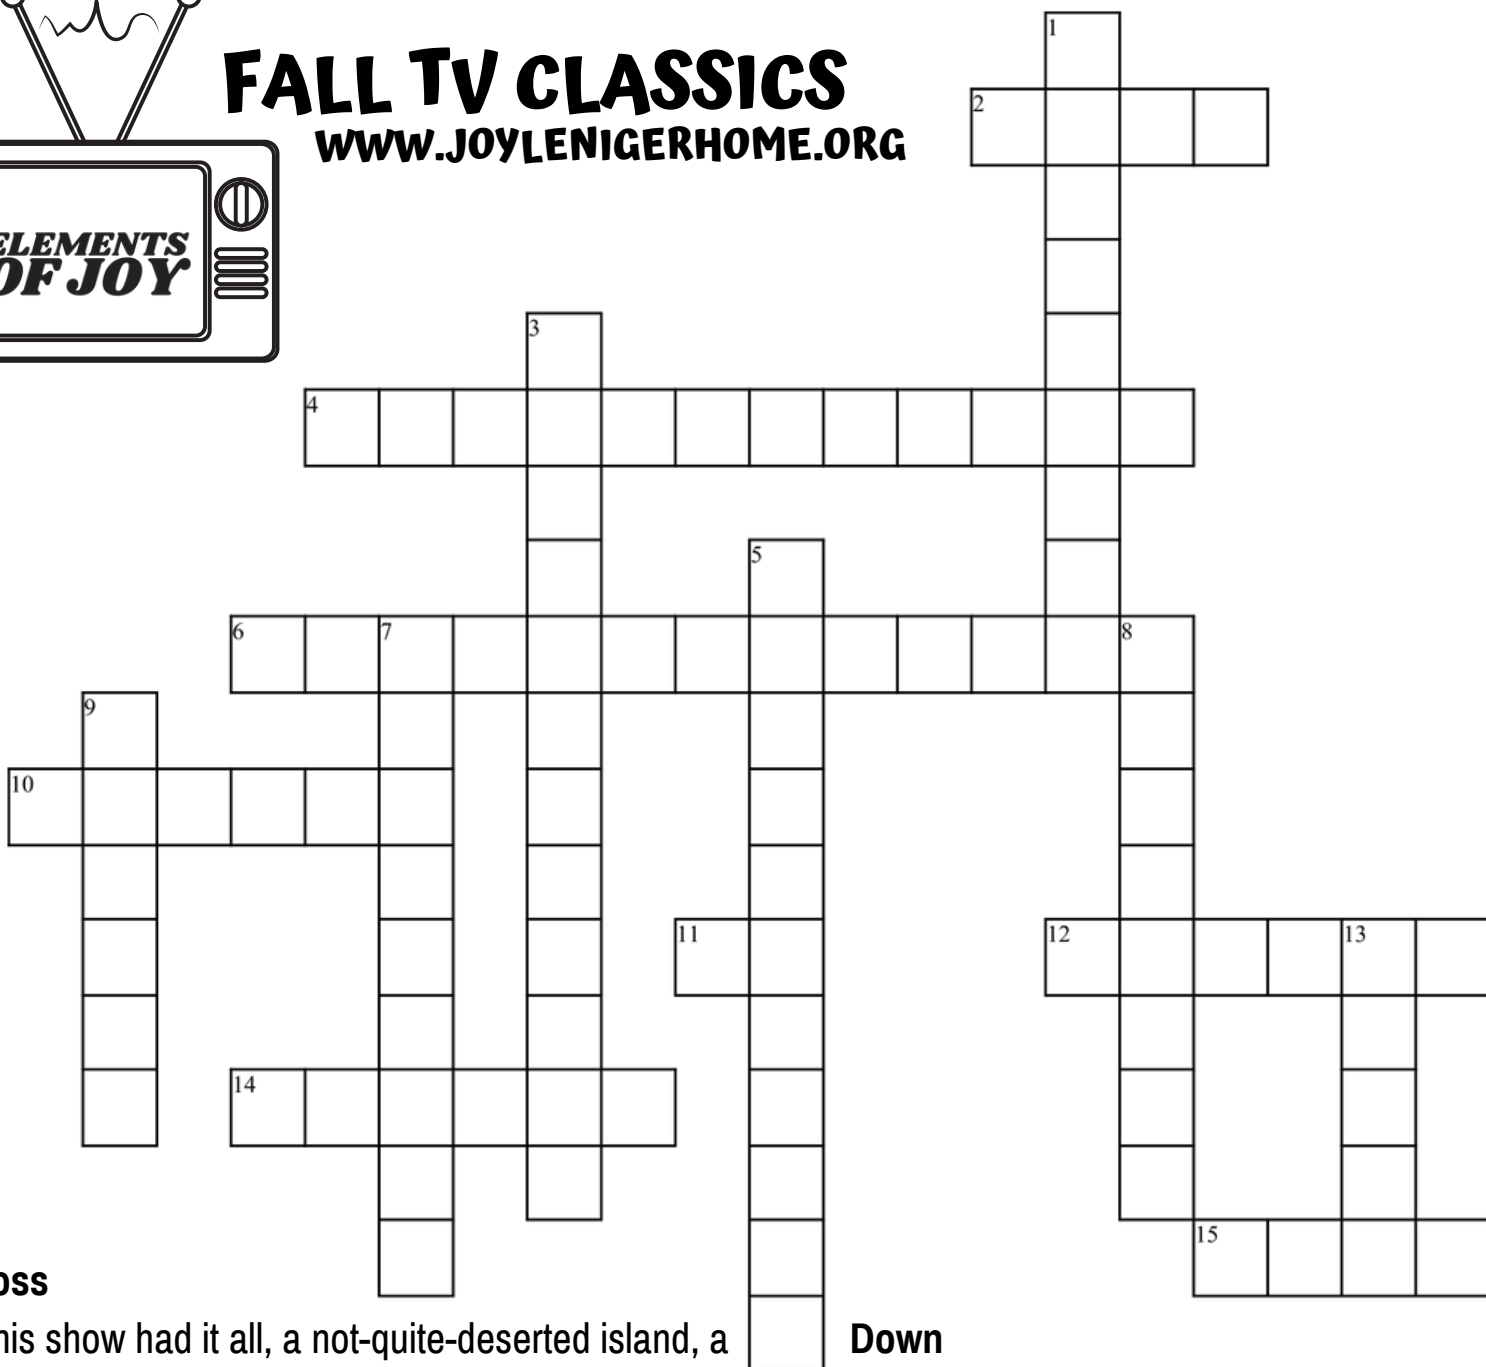 FALL TV CLASSICS
WWW.JOYLENIGERHOME.ORG
ELEMENTS
OF JOY
1
2
3
4
5
6
7
8
9
10
11
12
13
14
15
oss
his show had it all, a not-quite-deserted island, a
Down